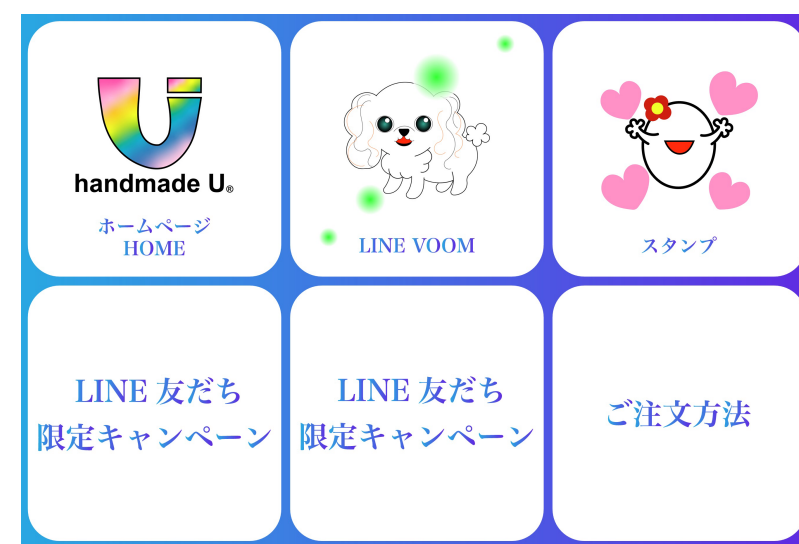 handmade U®
ホームページ
HOME
LINE VOOM
スタンプ
LINE 友だち
限定キャンペーン
LINE 友だち
限定キャンペーン
ご注文方法